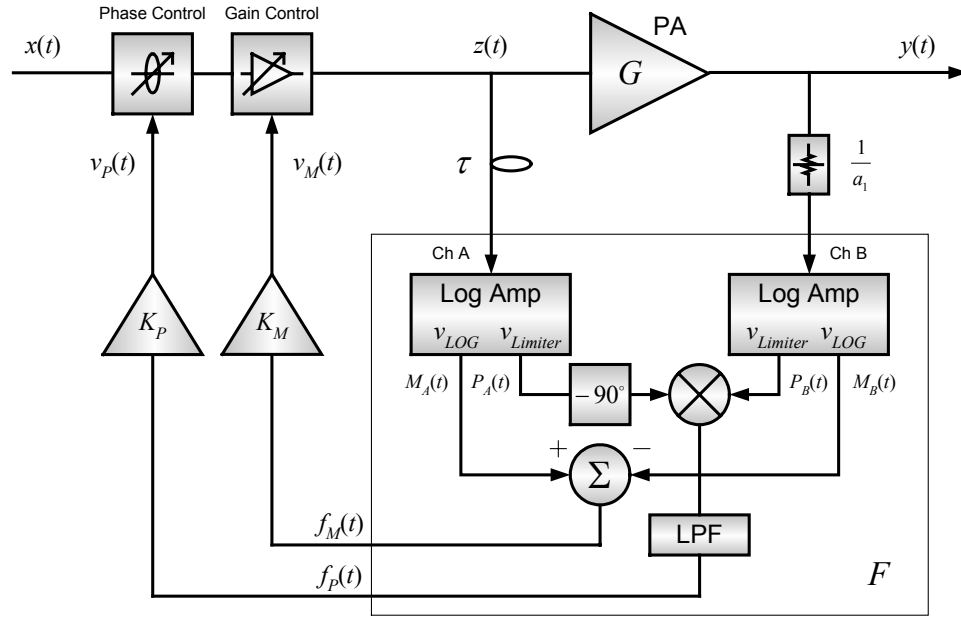 Phase Control
Gain Control
PA
x(t)
z(t)
G
y(t)
v_P(t)
v_M(t)
τ
1/a_1
Ch A
Ch B
Log Amp
v_LOG v_Limiter
Log Amp
v_Limiter v_LOG
K_P
K_M
M_A(t)
P_A(t)
P_B(t)
M_B(t)
−90°
+
−
Σ
f_M(t)
LPF
f_P(t)
F